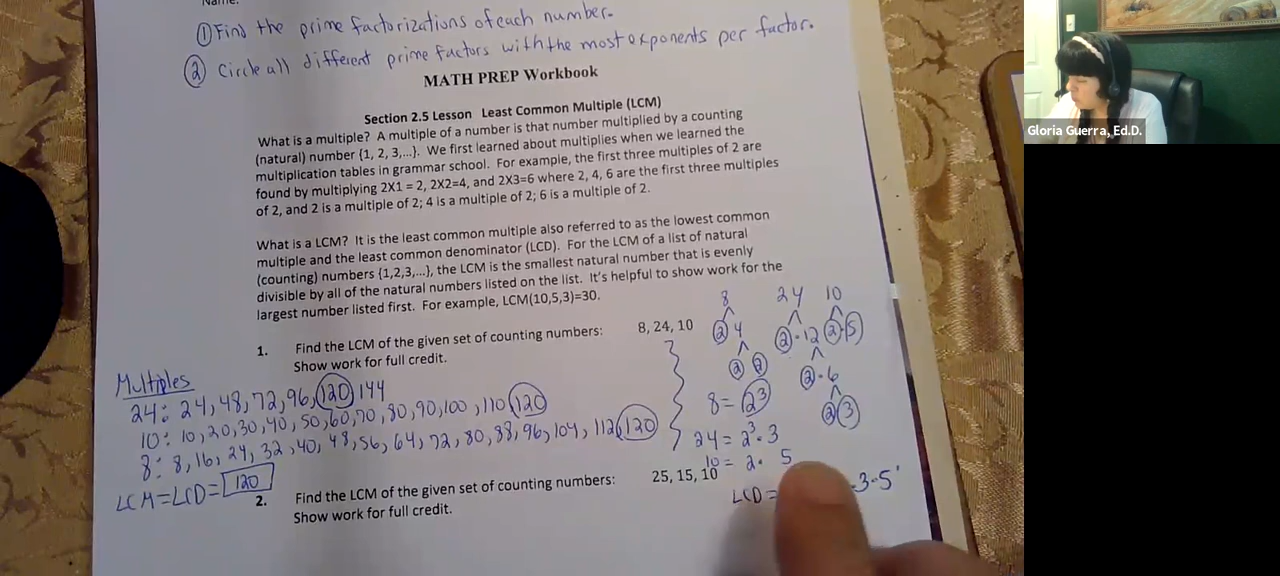 Name:
① Find the prime factorizations of each number.
② Circle all different prime factors with the most exponents per factor.
MATH PREP Workbook
Section 2.5 Lesson Least Common Multiple (LCM)
What is a multiple? A multiple of a number is that number multiplied by a counting
(natural) number {1, 2, 3,...}. We first learned about multiplies when we learned the
multiplication tables in grammar school. For example, the first three multiples of 2 are
found by multiplying 2X1 = 2, 2X2=4, and 2X3=6 where 2, 4, 6 are the first three multiples
of 2, and 2 is a multiple of 2; 4 is a multiple of 2; 6 is a multiple of 2.
What is a LCM? It is the least common multiple also referred to as the lowest common
multiple and the least common denominator (LCD). For the LCM of a list of natural
(counting) numbers {1,2,3,...}, the LCM is the smallest natural number that is evenly
divisible by all of the natural numbers listed on the list. It's helpful to show work for the
largest number listed first. For example, LCM(10,5,3)=30.
1. Find the LCM of the given set of counting numbers: 8, 24, 10
Show work for full credit.
Multiples
24: 24, 48, 72, 96, 120 144
10: 10, 20, 30, 40, 50, 60, 70, 80, 90, 100, 110 120
8: 8, 16, 24, 32, 40, 48, 56, 64, 72, 80, 88, 96, 104, 112, 120
LCM = LCD = 120
8 24 10
2 4 2 · 12 2 · 5
2 2 2 · 6
2 3
8 = 2³
24 = 2³ · 3
10 = 2 · 5
LCD = · 3 · 5
2. Find the LCM of the given set of counting numbers: 25, 15, 10
Show work for full credit.
Gloria Guerra, Ed.D.